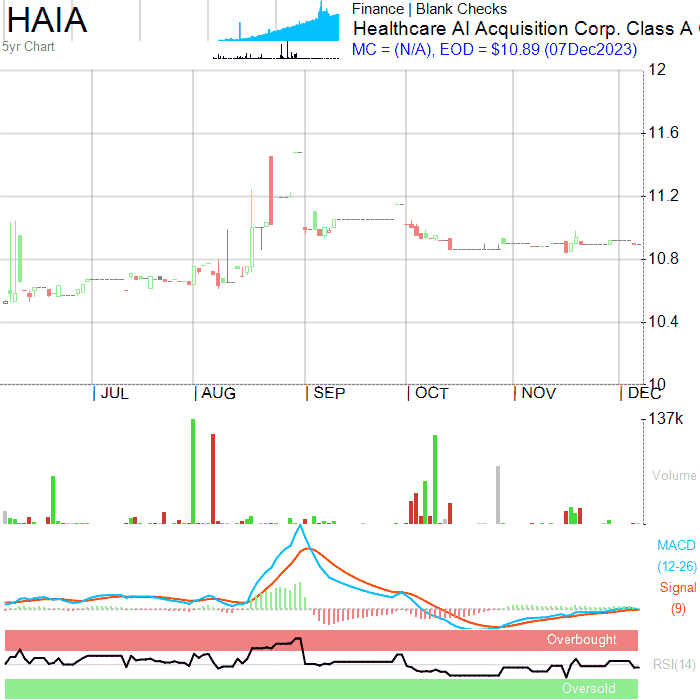 HAIA
5yr Chart
Finance | Blank Checks
Healthcare AI Acquisition Corp. Class A
MC = (N/A), EOD = $10.89 (07Dec2023)
12
11.6
11.2
10.8
10.4
10
JUL AUG SEP OCT NOV DEC
137k
Volume
MACD
(12-26)
Signal
(9)
Overbought
RSI(14)
Oversold